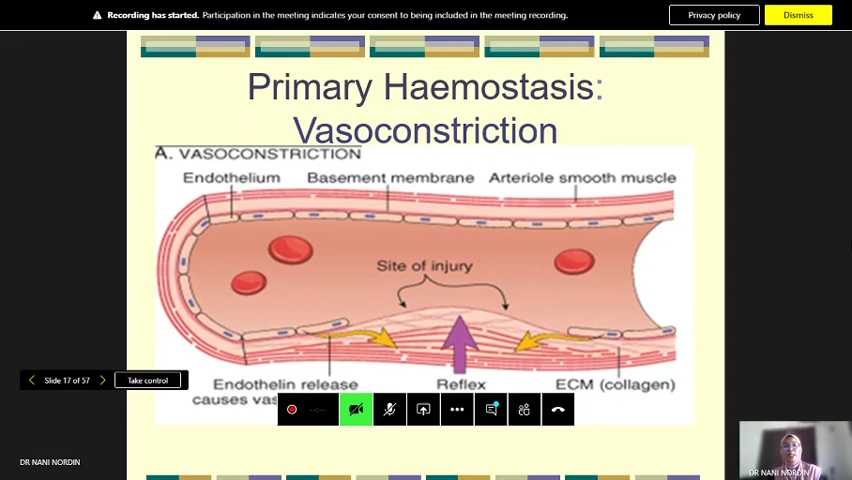 Recording has started. Participation in the meeting indicates your consent to being included in the meeting recording.
Privacy policy
Dismiss
Primary Haemostasis:
Vasoconstriction
A. VASOCONSTRICTION
Endothelium
Basement membrane
Arteriole smooth muscle
Site of injury
Slide 17 of 57
Take control
Endothelin release
causes vas
Reflex
ECM (collagen)
DR NANI NORDIN
DR NANI NORDIN